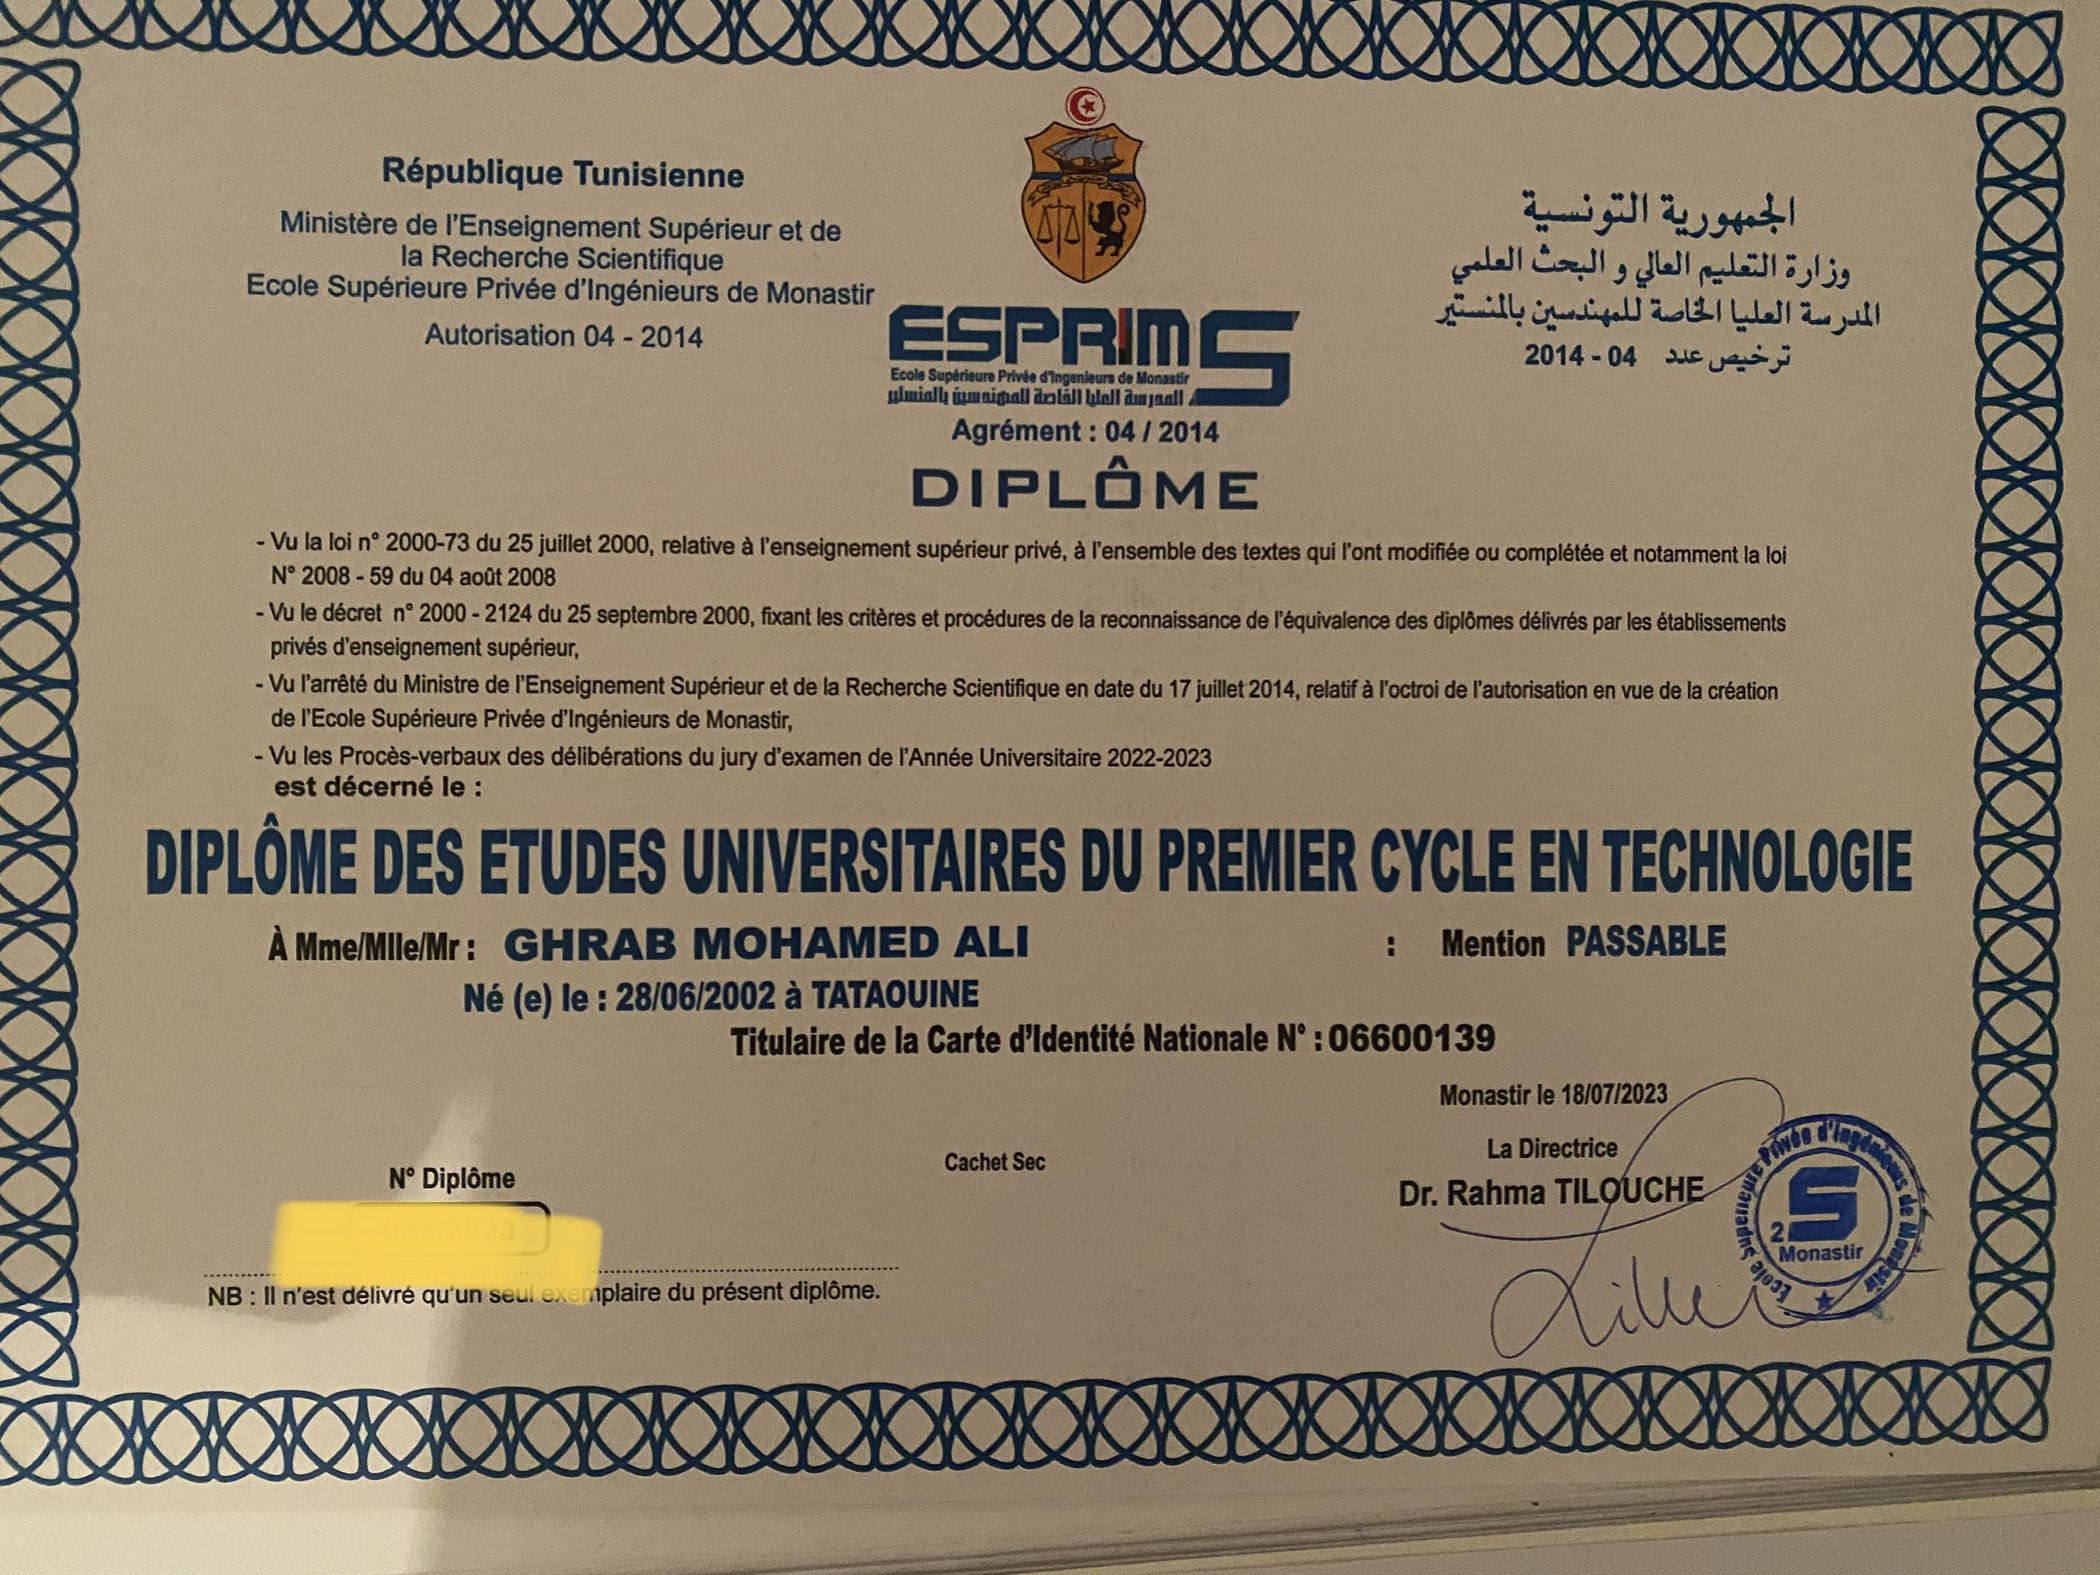 République Tunisienne
Ministère de l'Enseignement Supérieur et de
la Recherche Scientifique
Ecole Supérieure Privée d'Ingénieurs de Monastir
Autorisation 04 - 2014
الجمهورية التونسية
وزارة التعليم العالي و البحث العلمي
المدرسة العليا الخاصة للمهندسين بالمنستير
ترخيص عدد 04 - 2014
ESPRIMS
Ecole Supérieure Privée d'Ingenieurs de Monastir
المدرسة العليا الخاصة للمهندسين بالمنستير
Agrément : 04 / 2014
DIPLÔME
- Vu la loi n° 2000-73 du 25 juillet 2000, relative à l'enseignement supérieur privé, à l'ensemble des textes qui l'ont modifiée ou complétée et notamment la loi
N° 2008 - 59 du 04 août 2008
- Vu le décret n° 2000 - 2124 du 25 septembre 2000, fixant les critères et procédures de la reconnaissance de l'équivalence des diplômes délivrés par les établissements
privés d'enseignement supérieur,
- Vu l'arrêté du Ministre de l'Enseignement Supérieur et de la Recherche Scientifique en date du 17 juillet 2014, relatif à l'octroi de l'autorisation en vue de la création
de l'Ecole Supérieure Privée d'Ingénieurs de Monastir,
- Vu les Procès-verbaux des délibérations du jury d'examen de l'Année Universitaire 2022-2023
est décerné le :
DIPLÔME DES ETUDES UNIVERSITAIRES DU PREMIER CYCLE EN TECHNOLOGIE
À Mme/Mlle/Mr : GHRAB MOHAMED ALI : Mention PASSABLE
Né (e) le : 28/06/2002 à TATAOUINE
Titulaire de la Carte d'Identité Nationale N° : 06600139
Monastir le 18/07/2023
La Directrice
Dr. Rahma TILOUCHE
Cachet Sec
N° Diplôme
NB : Il n'est délivré qu'un seul exemplaire du présent diplôme.
Ecole Superieure Privée d'Ingénieurs de Monastir
S
2
Monastir